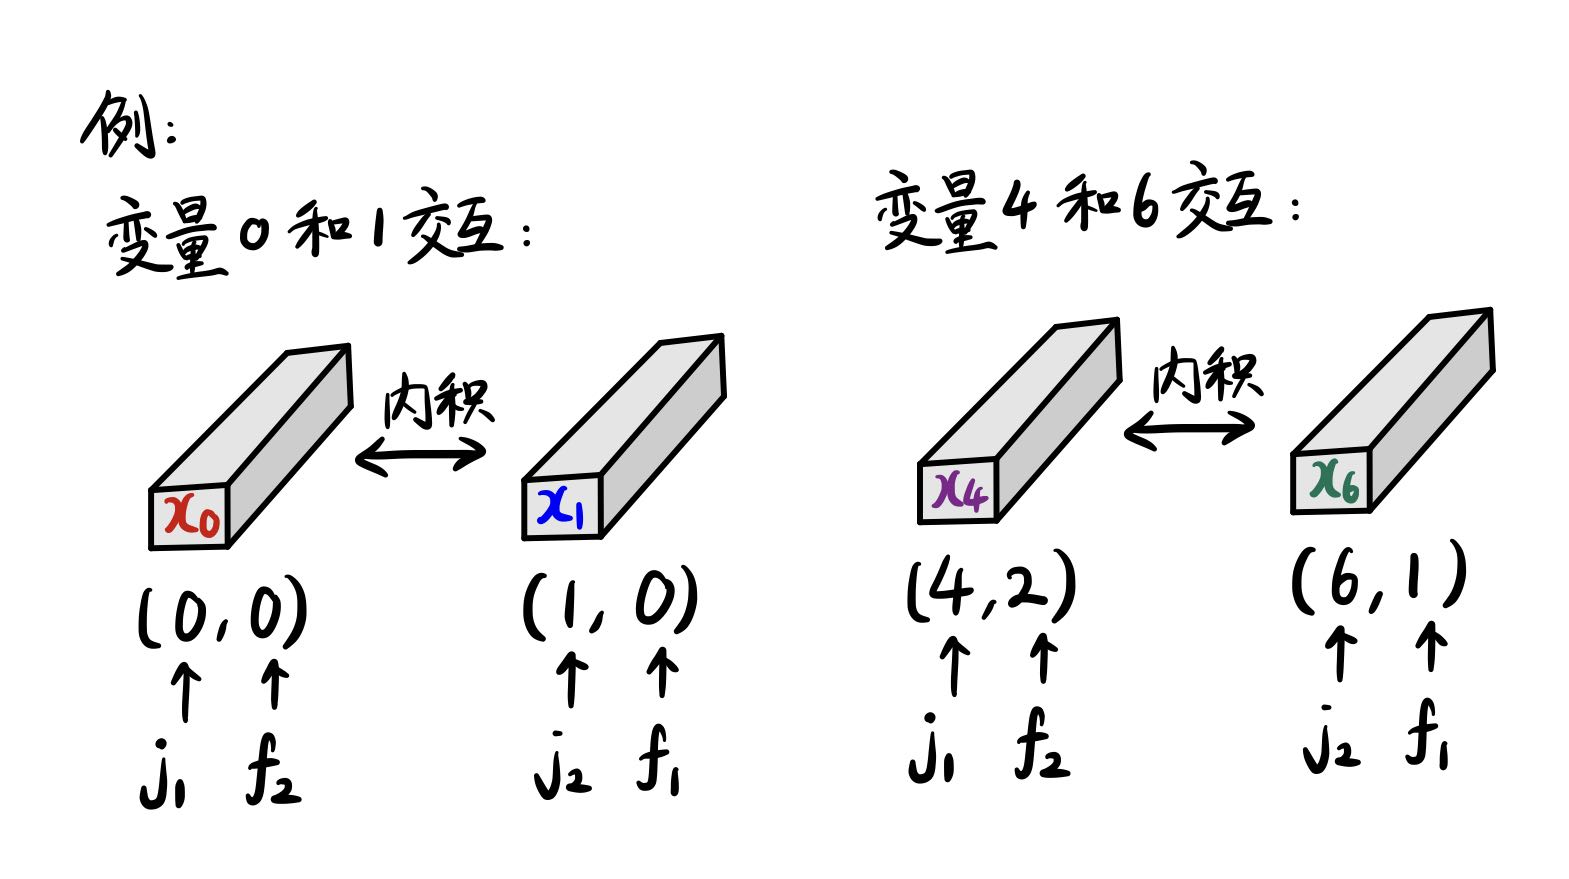 例:
变量0和1交互:
内积
x₀
x₁
(0,0)
(1,0)
j₁
f₂
j₂
f₁
变量4和6交互:
内积
x₄
x₆
(4,2)
(6,1)
j₁
f₂
j₂
f₁